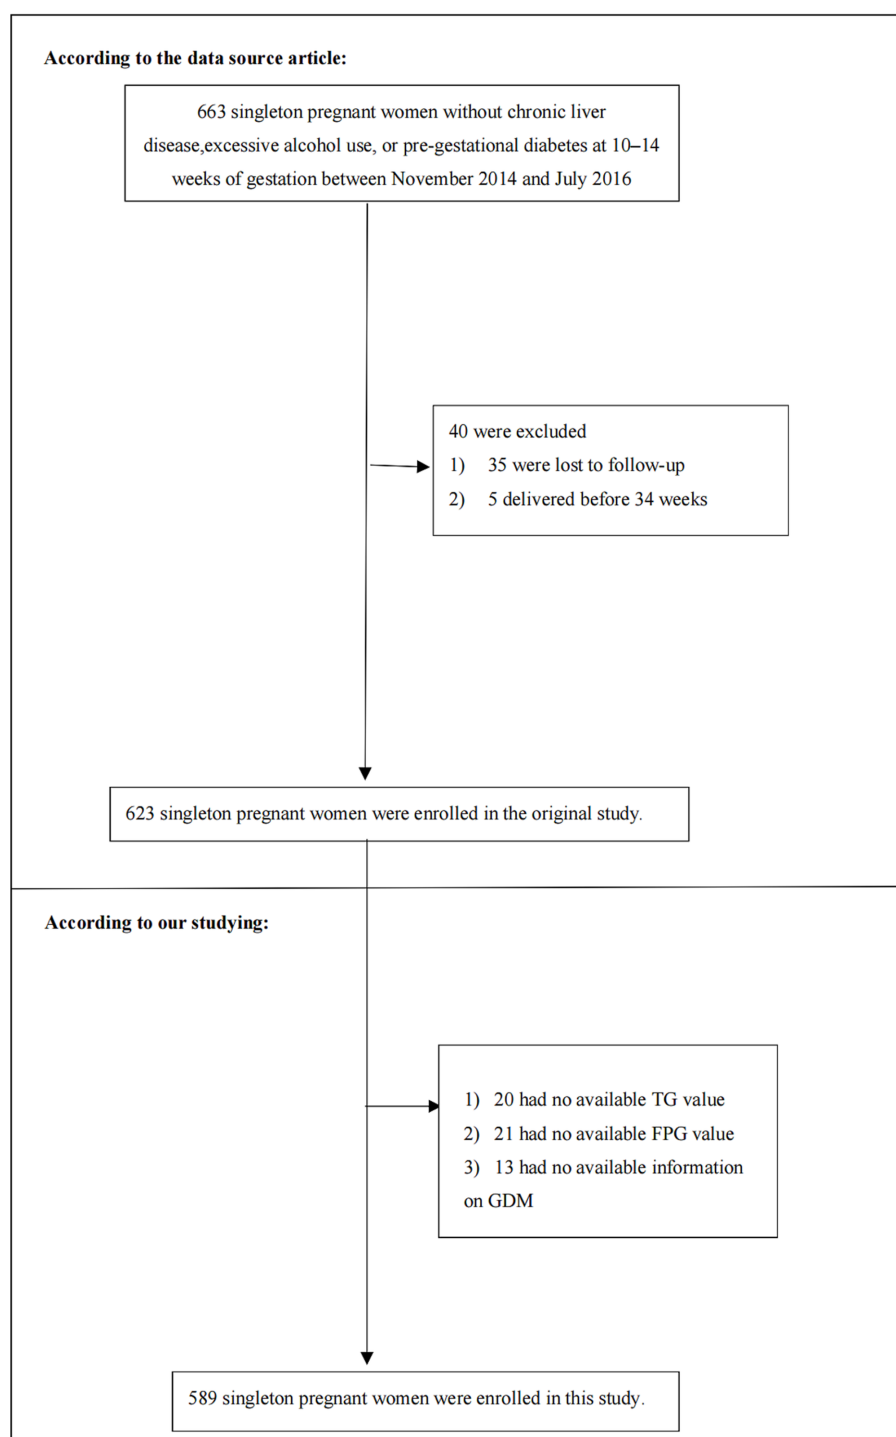 According to the data source article:
663 singleton pregnant women without chronic liver
disease,excessive alcohol use, or pre-gestational diabetes at 10–14
weeks of gestation between November 2014 and July 2016
40 were excluded
1) 35 were lost to follow-up
2) 5 delivered before 34 weeks
623 singleton pregnant women were enrolled in the original study.
According to our studying:
1) 20 had no available TG value
2) 21 had no available FPG value
3) 13 had no available information
on GDM
589 singleton pregnant women were enrolled in this study.